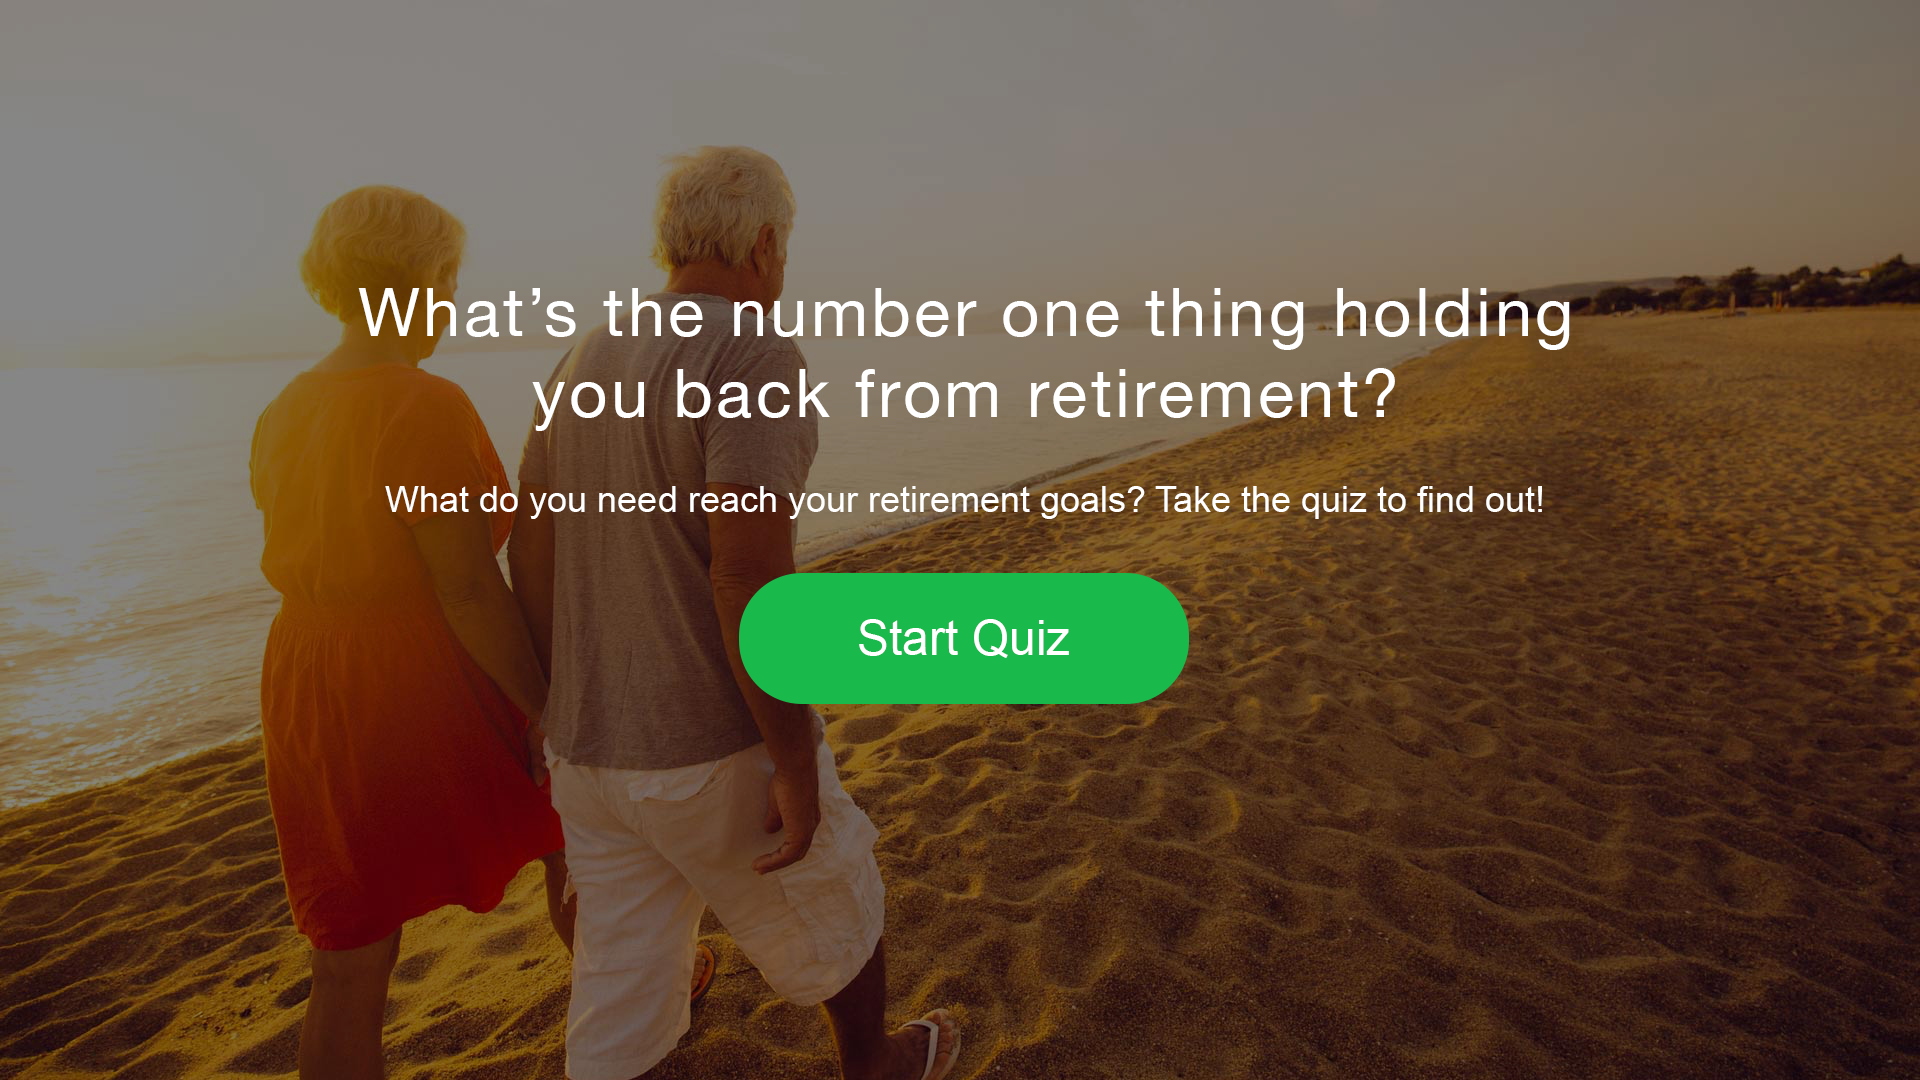 What’s the number one thing holding
you back from retirement?
What do you need reach your retirement goals? Take the quiz to find out!
Start Quiz